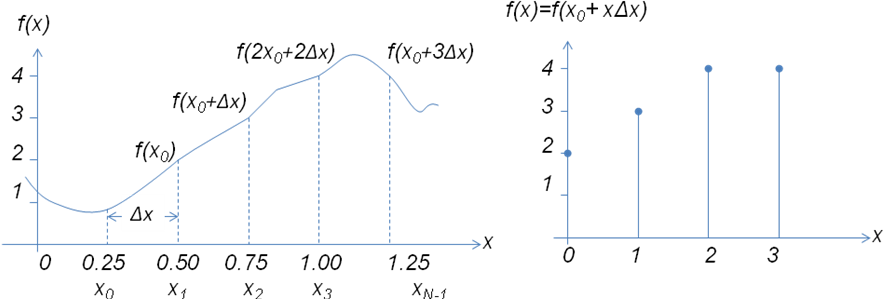 f(x)
f(2x₀+2Δx)
f(x₀+3Δx)
4
f(x₀+Δx)
3
f(x₀)
2
1
Δx
x
0 0.25 0.50 0.75 1.00 1.25
x₀ x₁ x₂ x₃ xN-1
f(x)=f(x₀+ xΔx)
4
3
2
1
x
0 1 2 3